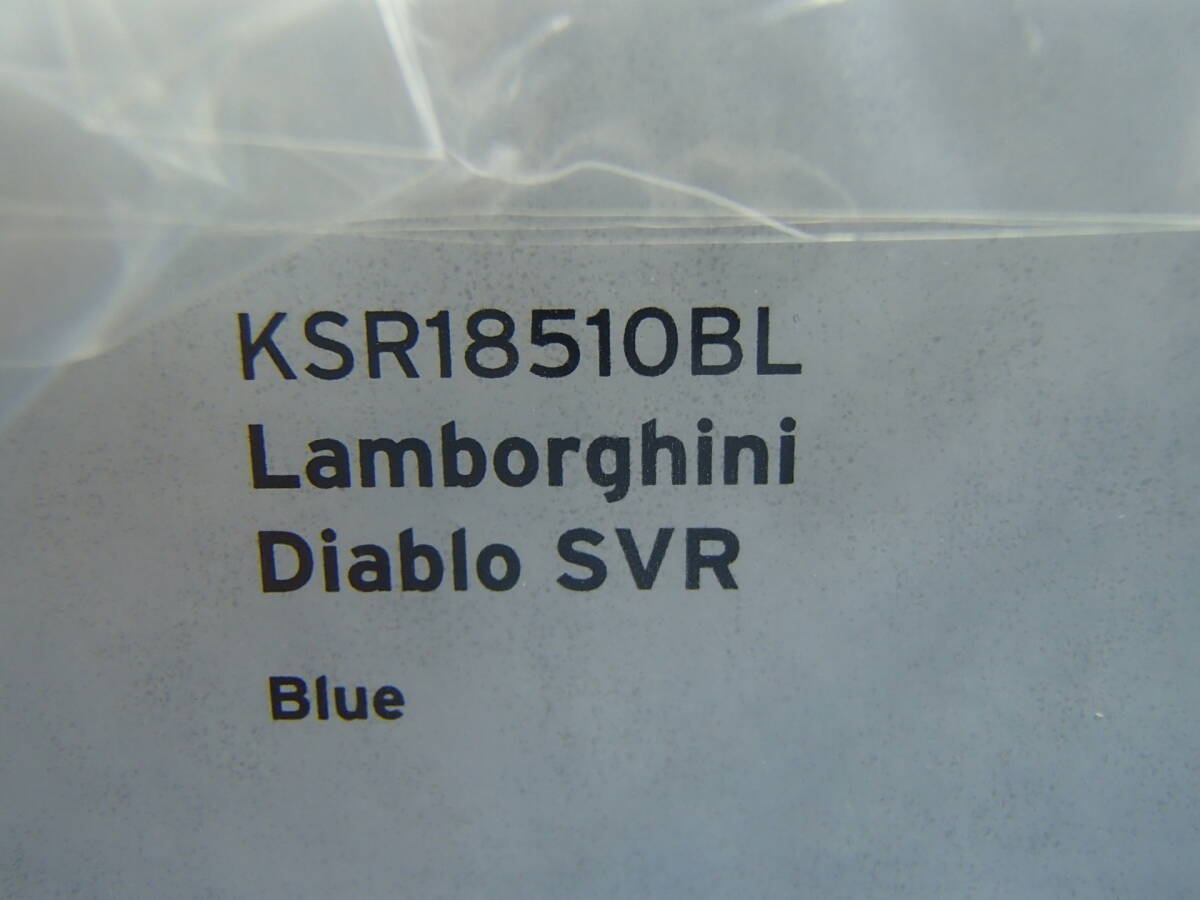 KSR18510BL
Lamborghini
Diablo SVR
Blue